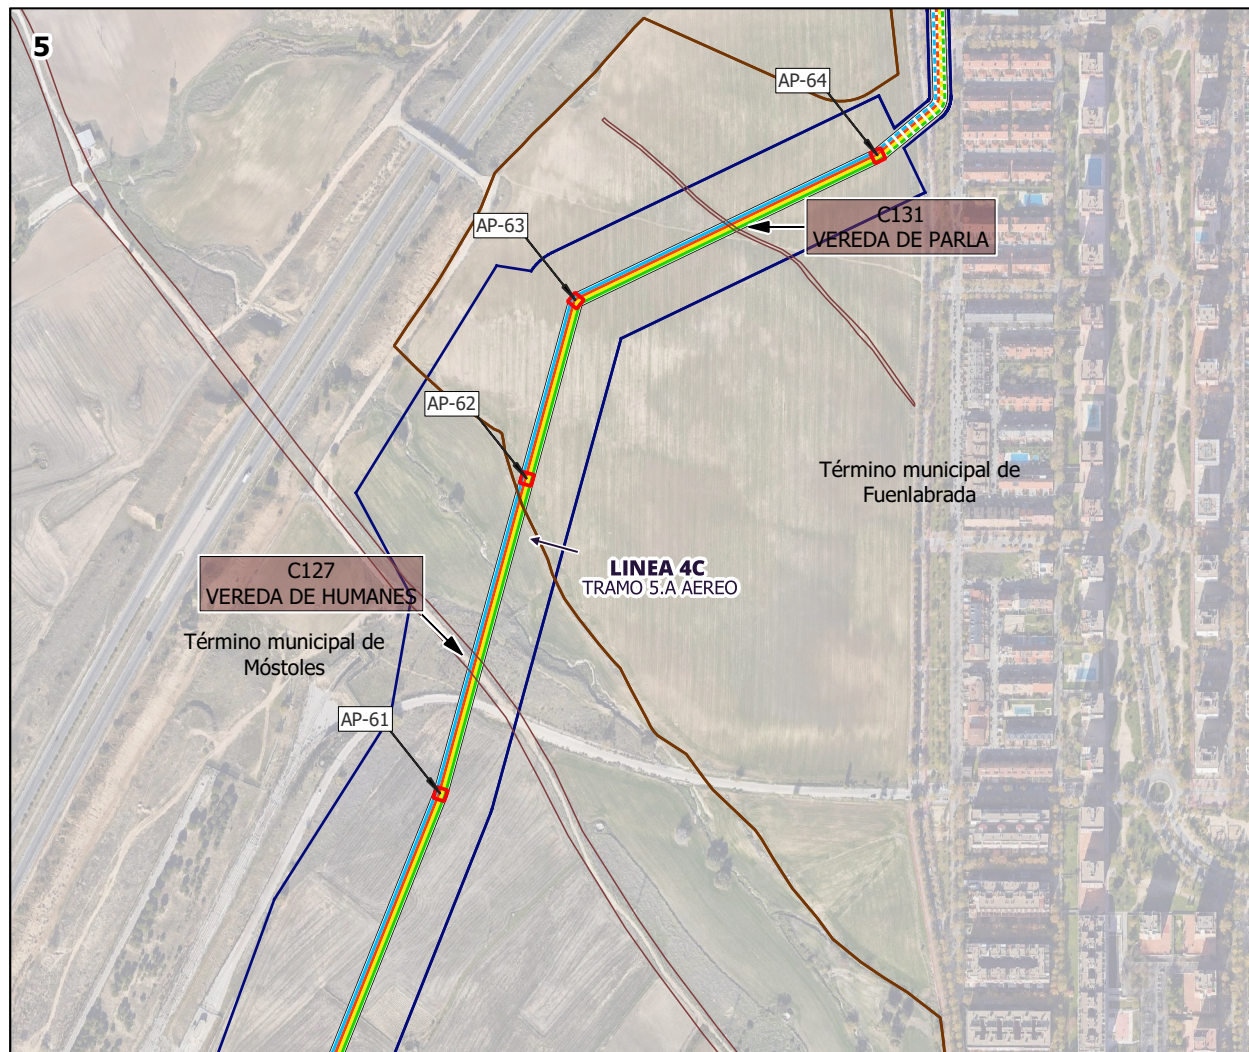 5
AP-64
C131
VEREDA DE PARLA
AP-63
AP-62
Término municipal de
Fuenlabrada
LINEA 4C
TRAMO 5.A AEREO
C127
VEREDA DE HUMANES
Término municipal de
Móstoles
AP-61